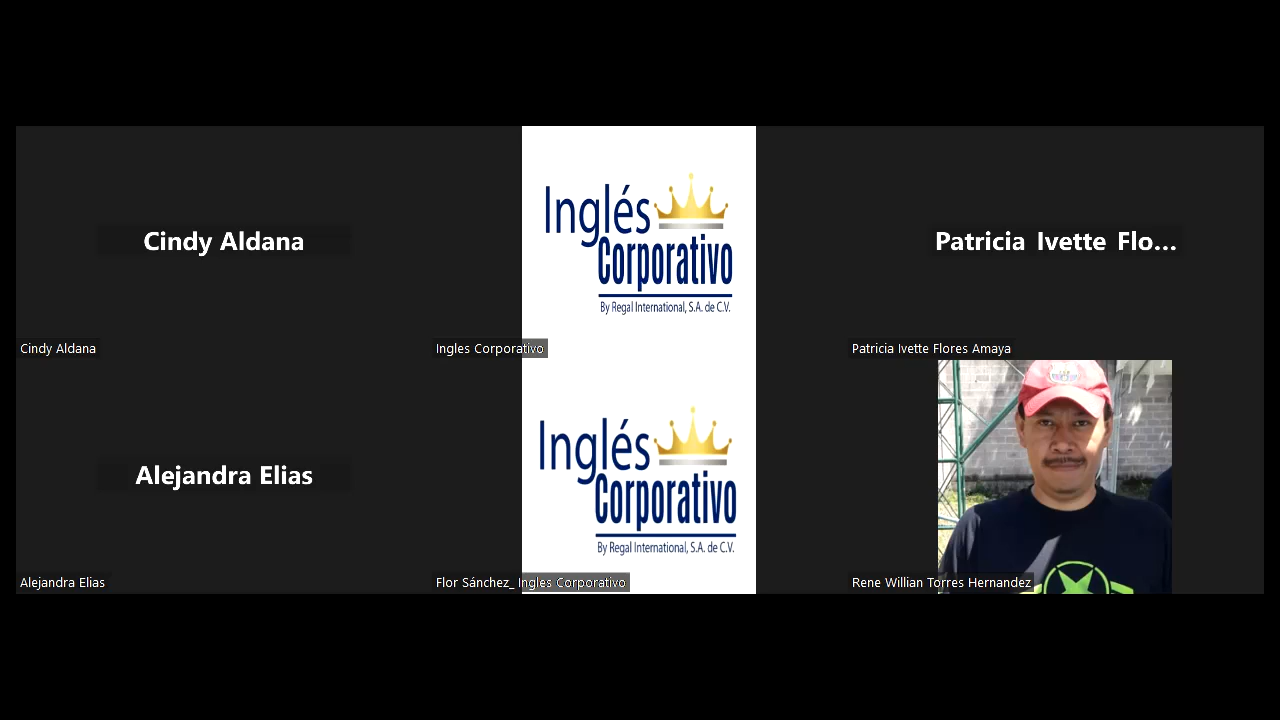 Cindy Aldana
Cindy Aldana
Inglés
Corporativo
By Regal International, S.A. de C.V.
Ingles Corporativo
Patricia Ivette Flo...
Patricia Ivette Flores Amaya
Alejandra Elias
Alejandra Elias
Inglés
Corporativo
By Regal International, S.A. de C.V.
Flor Sánchez_ Ingles Corporativo
Rene Willian Torres Hernandez